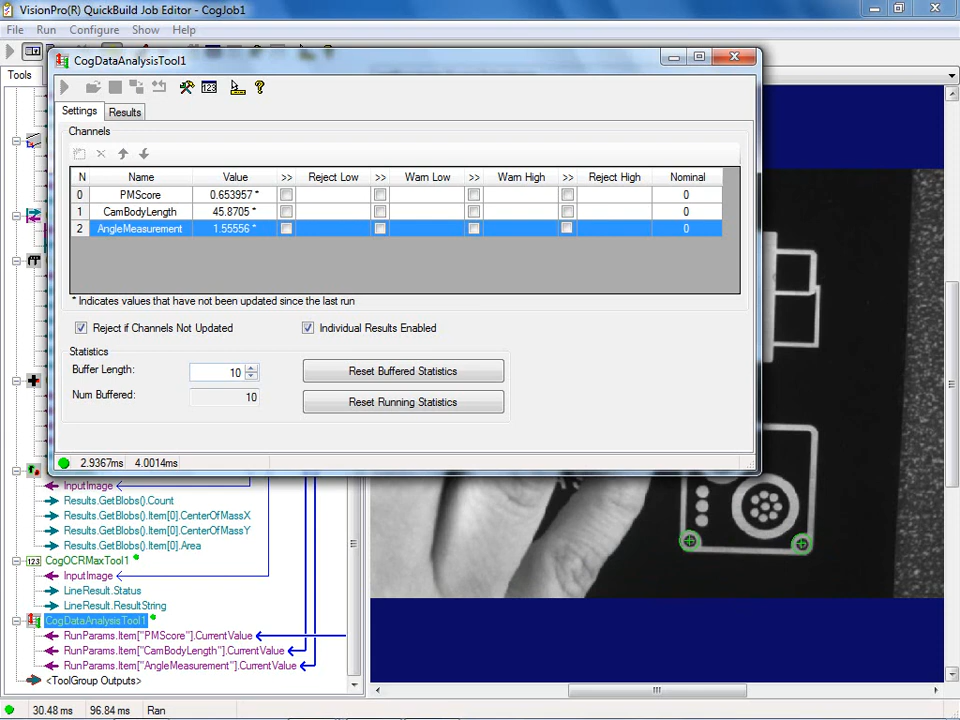 VisionPro(R) QuickBuild Job Editor - CogJob1
File Run Configure Show Help
Tools
CogDataAnalysisTool1
123 ?
Settings Results
Channels
N Name Value >> Reject Low >> Warn Low >> Warn High >> Reject High Nominal
0 PMScore 0.653957 * 0
1 CamBodyLength 45.8705 * 0
2 AngleMeasurement 1.55556 * 0
* Indicates values that have not been updated since the last run
Reject if Channels Not Updated Individual Results Enabled
Statistics
Buffer Length: 10 Reset Buffered Statistics
Num Buffered: 10 Reset Running Statistics
2.9367ms 4.0014ms
InputImage
Results.GetBlobs().Count
Results.GetBlobs().Item[0].CenterOfMassX
Results.GetBlobs().Item[0].CenterOfMassY
Results.GetBlobs().Item[0].Area
123 CogOCRMaxTool1
InputImage
LineResult.Status
LineResult.ResultString
CogDataAnalysisTool1
RunParams.Item["PMScore"].CurrentValue
RunParams.Item["CamBodyLength"].CurrentValue
RunParams.Item["AngleMeasurement"].CurrentValue
<ToolGroup Outputs>
30.48 ms 96.84 ms Ran